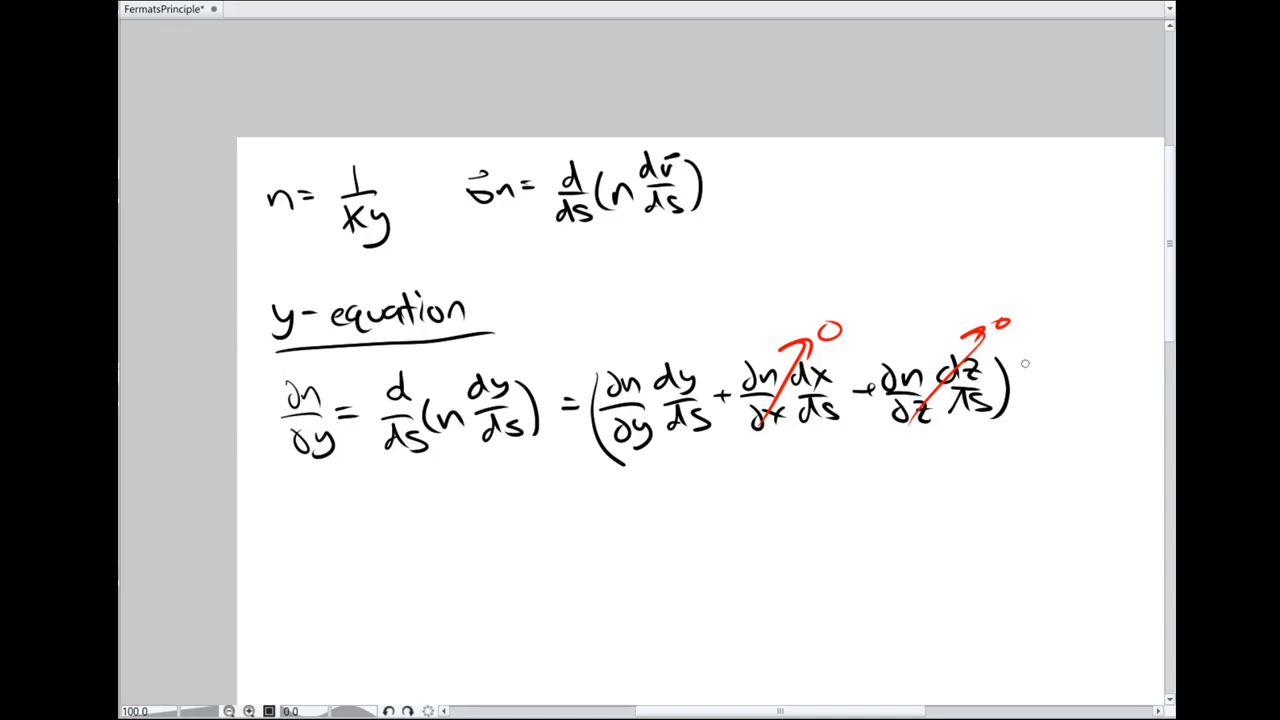 FermatsPrinciple*
n = 1/(Ky)    ∇⃗n = d/ds (n dr̄/ds)
y-equation
∂n/∂y = d/ds (n dy/ds) = (∂n/∂y dy/ds + ∂n/∂x dx/ds + ∂n/∂z dz/ds)
0 0
100.0 0.0